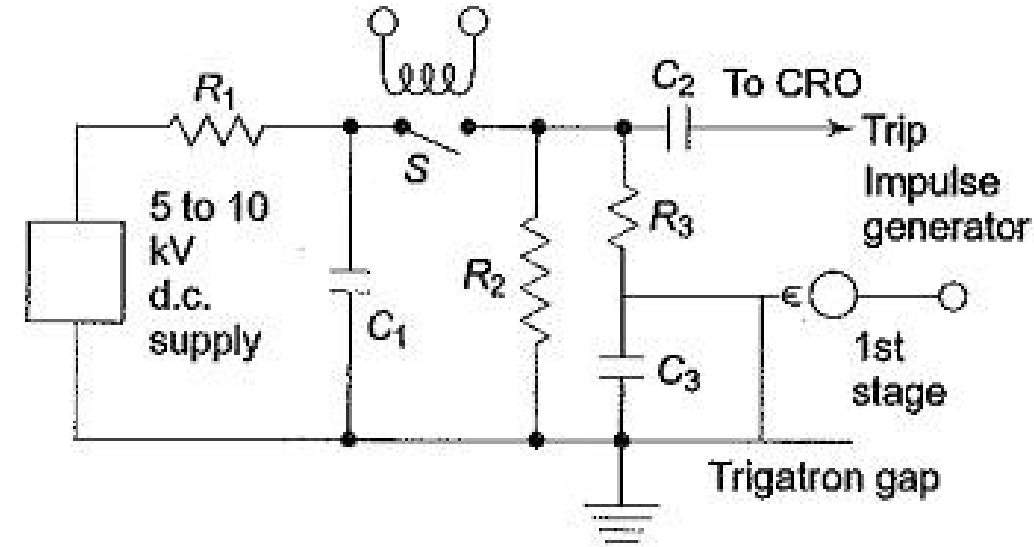 R1
5 to 10
kV
d.c.
supply
C1
S
R2
C2
To CRO
Trip
Impulse
generator
R3
C3
1st
stage
Trigatron gap